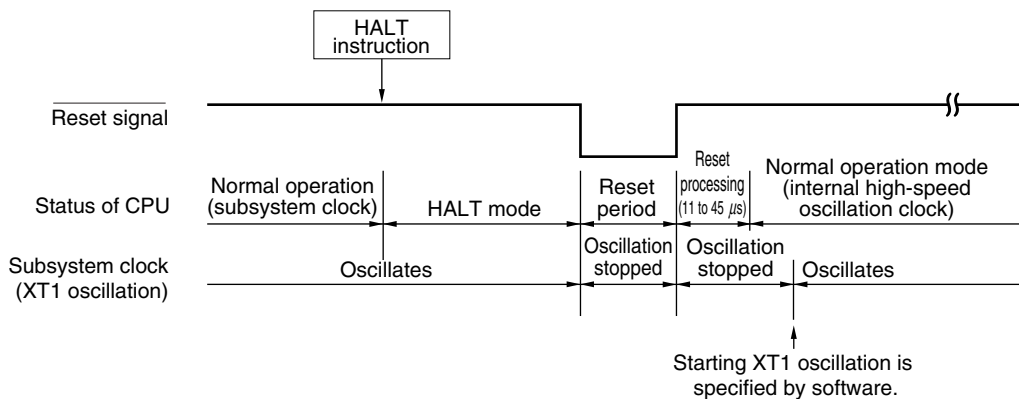 HALT
instruction
Reset signal
Status of CPU
Normal operation
(subsystem clock)
HALT mode
Reset
period
Reset
processing
(11 to 45 μs)
Normal operation mode
(internal high-speed
oscillation clock)
Subsystem clock
(XT1 oscillation)
Oscillates
Oscillation
stopped
Oscillation
stopped
Oscillates
Starting XT1 oscillation is
specified by software.